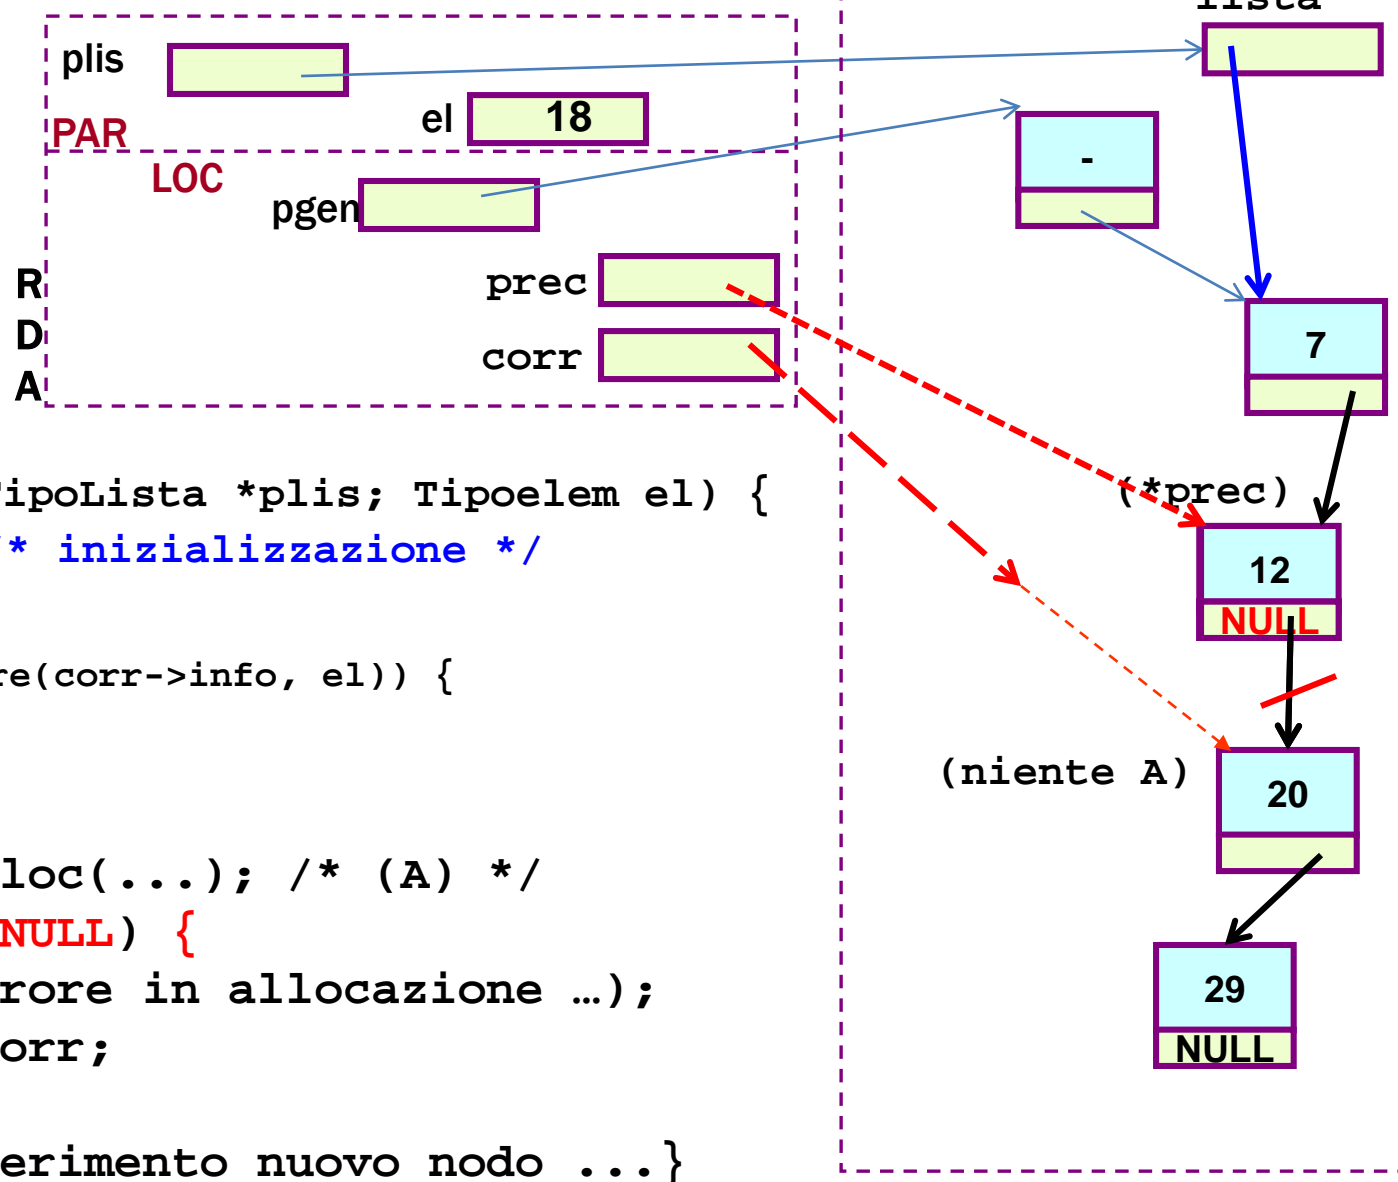 lista
plis
el 18
PAR
LOC
-
pgen
R
D
A
prec
corr
7
TipoLista *plis; Tipoelem el) {
(*prec)
/* inizializzazione */
12
NULL
re(corr->info, el)) {
(niente A)
20
loc(...); /* (A) */
NULL) {
rore in allocazione …);
29
orr;
NULL
erimento nuovo nodo ...}